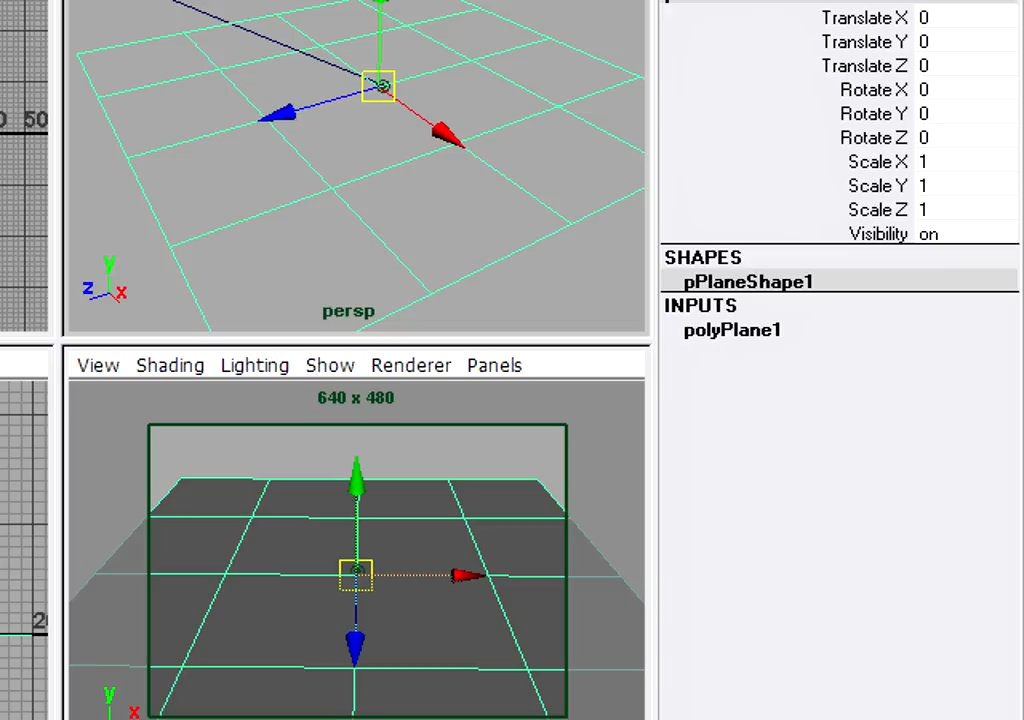 Translate X 0
Translate Y 0
Translate Z 0
Rotate X 0
Rotate Y 0
Rotate Z 0
Scale X 1
Scale Y 1
Scale Z 1
Visibility on
SHAPES
pPlaneShape1
INPUTS
polyPlane1
50
y
z x
persp
View Shading Lighting Show Renderer Panels
640 x 480
y
x